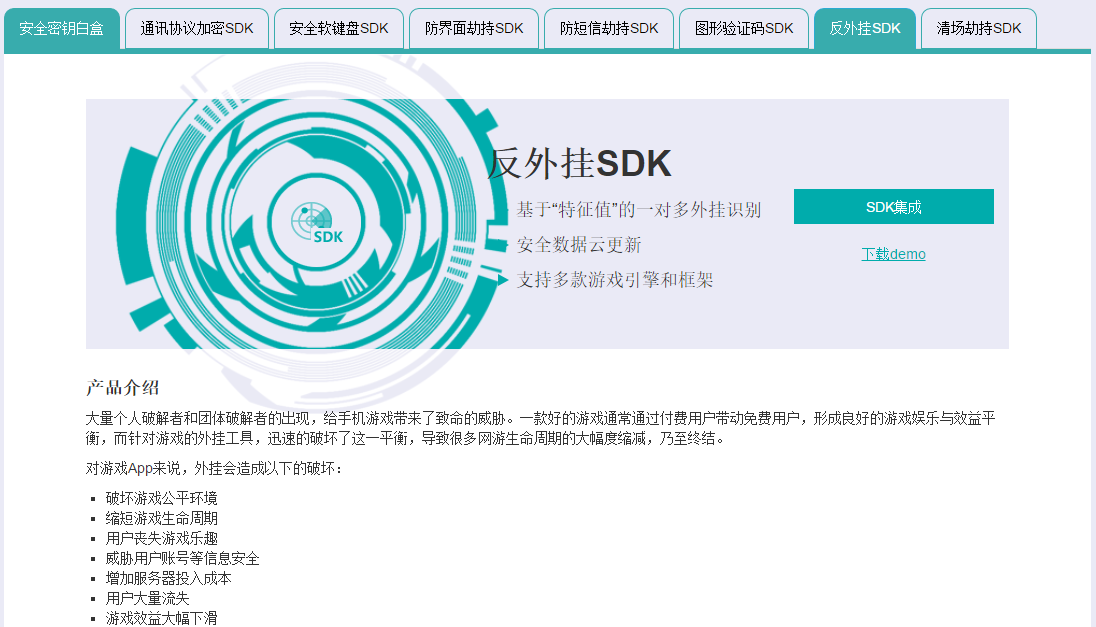 安全密钥白盒 通讯协议加密SDK 安全软键盘SDK 防界面劫持SDK 防短信劫持SDK 图形验证码SDK 反外挂SDK 清场劫持SDK
反外挂SDK
基于“特征值”的一对多外挂识别
安全数据云更新
支持多款游戏引擎和框架
SDK
SDK集成
下载demo
产品介绍
大量个人破解者和团体破解者的出现，给手机游戏带来了致命的威胁。一款好的游戏通常通过付费用户带动免费用户，形成良好的游戏娱乐与效益平
衡，而针对游戏的外挂工具，迅速的破坏了这一平衡，导致很多网游生命周期的大幅度缩减，乃至终结。
对游戏App来说，外挂会造成以下的破坏：
破坏游戏公平环境
缩短游戏生命周期
用户丧失游戏乐趣
威胁用户账号等信息安全
增加服务器投入成本
用户大量流失
游戏效益大幅下滑